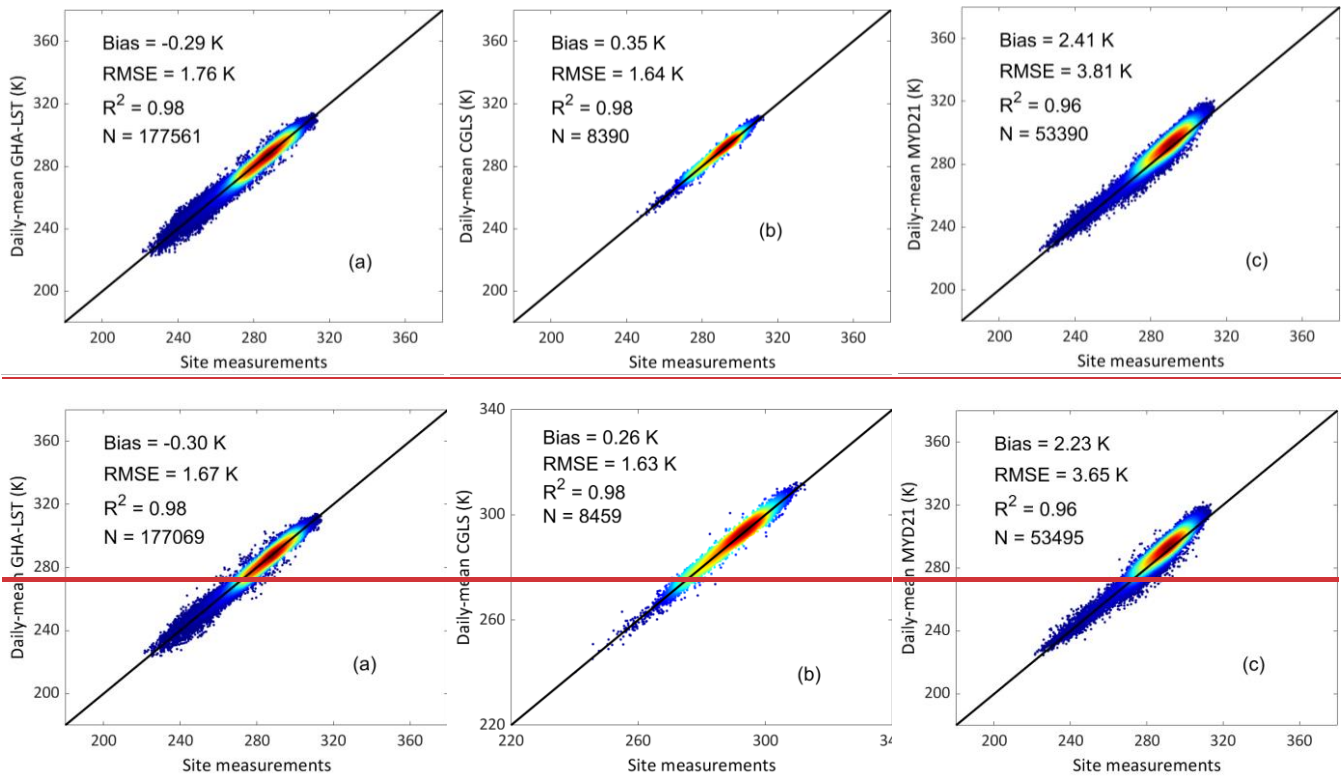 Bias = -0.29 K
RMSE = 1.76 K
R² = 0.98
N = 177561
(a)
Daily-mean GHA-LST (K)
360
320
280
240
200
200 240 280 320 360
Site measurements
Bias = 0.35 K
RMSE = 1.64 K
R² = 0.98
N = 8390
(b)
Daily-mean CGLS (K)
360
320
280
240
200
200 240 280 320 360
Site measurements
Bias = 2.41 K
RMSE = 3.81 K
R² = 0.96
N = 53390
(c)
Daily-mean MYD21 (K)
360
320
280
240
200
200 240 280 320 360
Site measurements
Bias = -0.30 K
RMSE = 1.67 K
R² = 0.98
N = 177069
(a)
Daily-mean GHA-LST (K)
360
320
280
240
200
200 240 280 320 360
Site measurements
Bias = 0.26 K
RMSE = 1.63 K
R² = 0.98
N = 8459
(b)
Daily-mean CGLS (K)
340
300
260
220
220 260 300
Site measurements
Bias = 2.23 K
RMSE = 3.65 K
R² = 0.96
N = 53495
(c)
Daily-mean MYD21 (K)
360
320
280
240
200
200 240 280 320 360
Site measurements